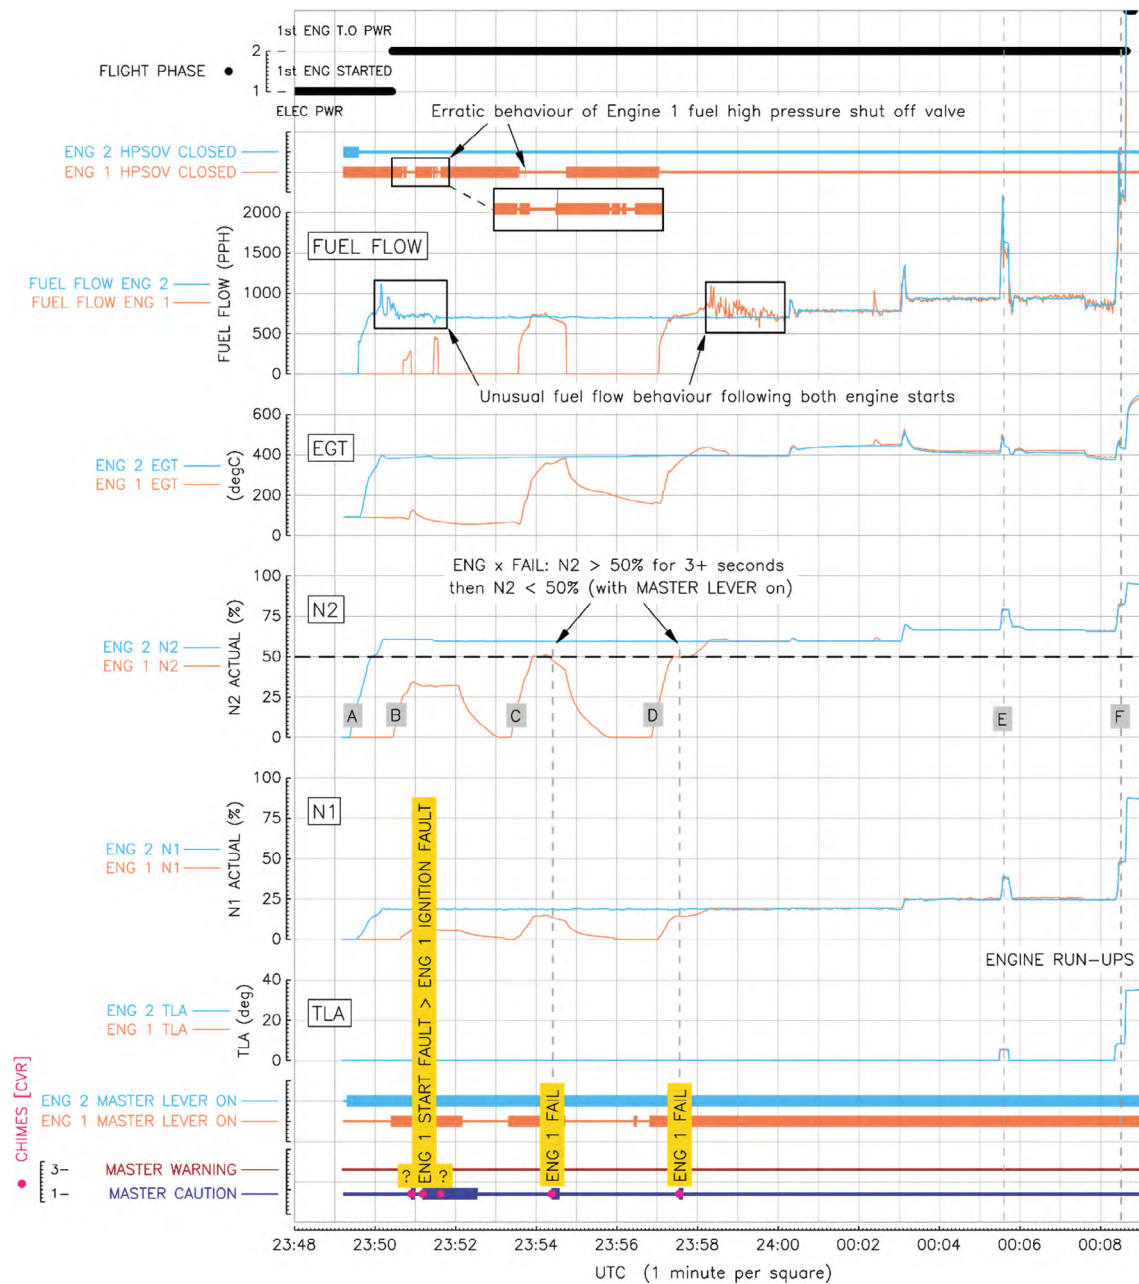 1st ENG T.O PWR
2
FLIGHT PHASE
1st ENG STARTED
1
ELEC PWR
Erratic behaviour of Engine 1 fuel high pressure shut off valve
ENG 2 HPSOV CLOSED
ENG 1 HPSOV CLOSED
2000
FUEL FLOW
1500
FUEL FLOW ENG 2
FUEL FLOW ENG 1
1000
500
0
FUEL FLOW (PPH)
Unusual fuel flow behaviour following both engine starts
600
EGT
400
ENG 2 EGT
ENG 1 EGT
200
0
(degC)
ENG x FAIL: N2 > 50% for 3+ seconds
then N2 < 50% (with MASTER LEVER on)
100
N2
75
ENG 2 N2
ENG 1 N2
50
25
0
N2 ACTUAL (%)
A
B
C
D
E
F
100
N1
75
ENG 2 N1
ENG 1 N1
50
25
0
N1 ACTUAL (%)
ENGINE RUN-UPS
40
TLA
ENG 2 TLA
ENG 1 TLA
20
0
TLA (deg)
ENG 1 START FAULT > ENG 1 IGNITION FAULT
ENG 1 FAIL
ENG 1 FAIL
CHIMES [CVR]
ENG 2 MASTER LEVER ON
ENG 1 MASTER LEVER ON
? ?
3-
MASTER WARNING
1-
MASTER CAUTION
23:48 23:50 23:52 23:54 23:56 23:58 24:00 00:02 00:04 00:06 00:08
UTC (1 minute per square)